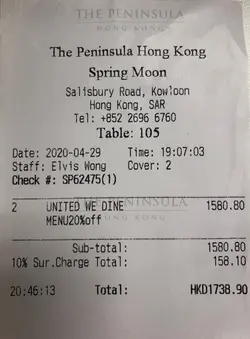 THE PENINSULA
HONG KONG
The Peninsula Hong Kong
Spring Moon
Salisbury Road, Kowloon
Hong Kong, SAR
Tel: +852 2696 6760
Table: 105
Date: 2020-04-29 Time: 19:07:03
Staff: Elvis Wong Cover: 2
Check #: SP62475(1)
2 UNITED WE DINE 1580.80
MENU20%off
PENINSULA
HONG KONG
Sub-total: 1580.80
10% Sur.Charge Total: 158.10
20:46:13 Total: HKD1738.90